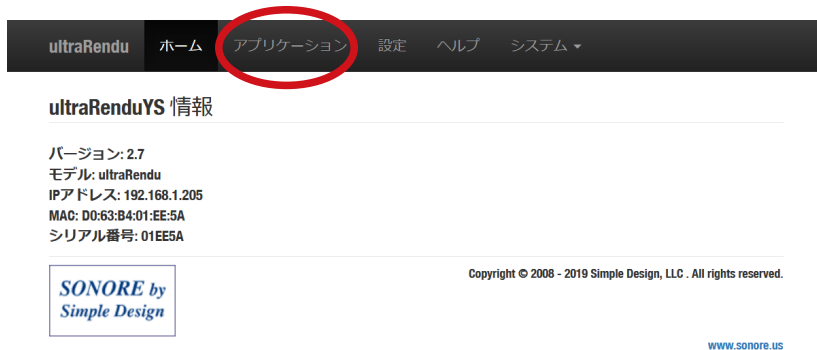 ultraRendu ホーム アプリケーション 設定 ヘルプ システム
ultraRenduYS 情報
バージョン: 2.7
モデル: ultraRendu
IPアドレス: 192.168.1.205
MAC: D0:63:B4:01:EE:5A
シリアル番号: 01EE5A
SONORE by
Simple Design
Copyright © 2008 - 2019 Simple Design, LLC . All rights reserved.
www.sonore.us